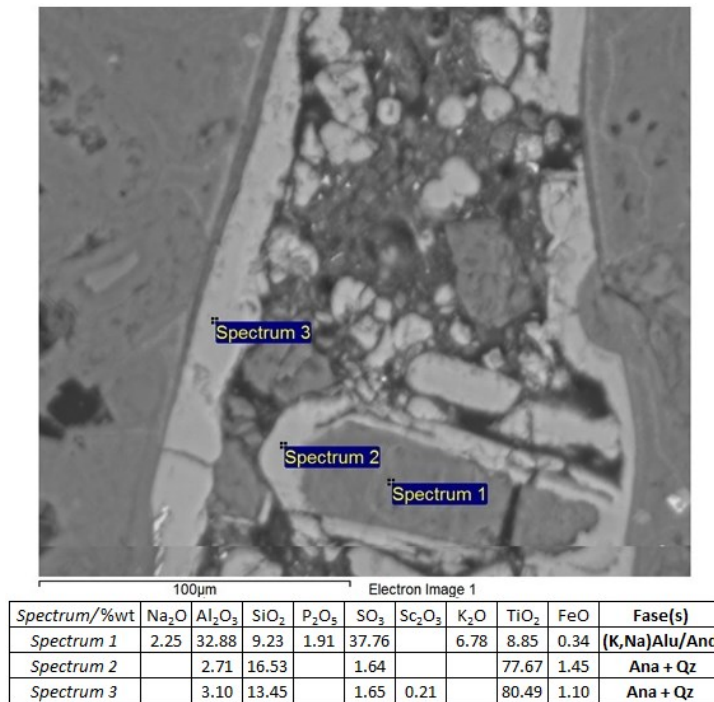 Spectrum 3
Spectrum 2
Spectrum 1
100µm Electron Image 1
Spectrum/%wt Na₂O Al₂O₃ SiO₂ P₂O₅ SO₃ Sc₂O₃ K₂O TiO₂ FeO Fase(s)
Spectrum 1 2.25 32.88 9.23 1.91 37.76 6.78 8.85 0.34 (K,Na)Alu/And
Spectrum 2 2.71 16.53 1.64 77.67 1.45 Ana + Qz
Spectrum 3 3.10 13.45 1.65 0.21 80.49 1.10 Ana + Qz